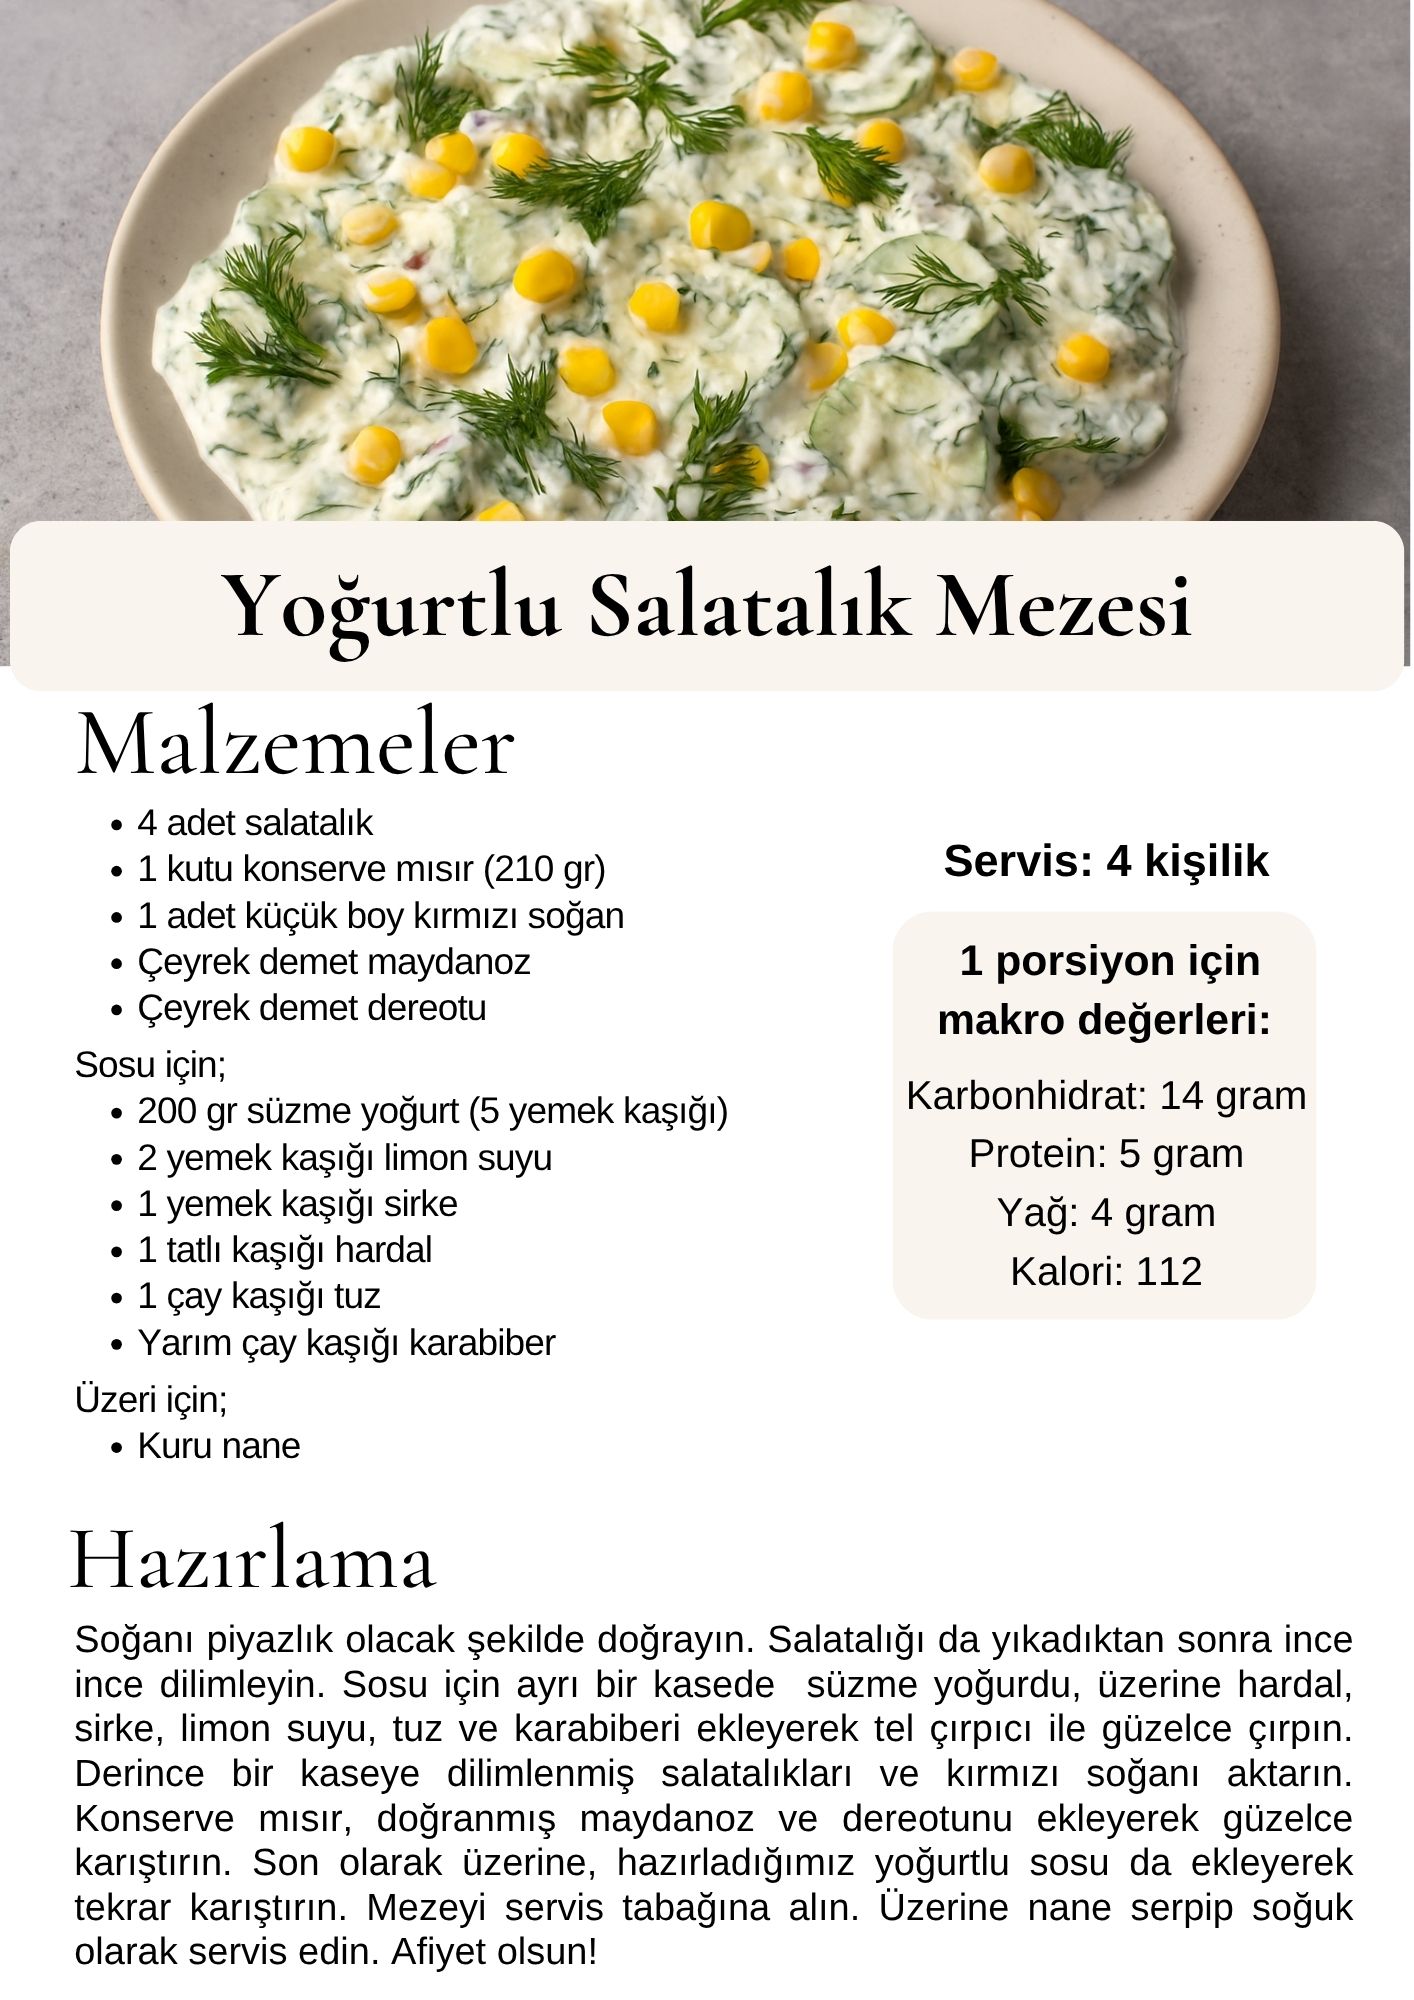 Yoğurtlu Salatalık Mezesi
Malzemeler
• 4 adet salatalık
• 1 kutu konserve mısır (210 gr)
• 1 adet küçük boy kırmızı soğan
• Çeyrek demet maydanoz
• Çeyrek demet dereotu
Sosu için;
• 200 gr süzme yoğurt (5 yemek kaşığı)
• 2 yemek kaşığı limon suyu
• 1 yemek kaşığı sirke
• 1 tatlı kaşığı hardal
• 1 çay kaşığı tuz
• Yarım çay kaşığı karabiber
Üzeri için;
• Kuru nane
Servis: 4 kişilik
1 porsiyon için
makro değerleri:
Karbonhidrat: 14 gram
Protein: 5 gram
Yağ: 4 gram
Kalori: 112
Hazırlama
Soğanı piyazlık olacak şekilde doğrayın. Salatalığı da yıkadıktan sonra ince
ince dilimleyin. Sosu için ayrı bir kasede  süzme yoğurdu, üzerine hardal,
sirke, limon suyu, tuz ve karabiberi ekleyerek tel çırpıcı ile güzelce çırpın.
Derince bir kaseye dilimlenmiş salatalıkları ve kırmızı soğanı aktarın.
Konserve mısır, doğranmış maydanoz ve dereotunu ekleyerek güzelce
karıştırın. Son olarak üzerine, hazırladığımız yoğurtlu sosu da ekleyerek
tekrar karıştırın. Mezeyi servis tabağına alın. Üzerine nane serpip soğuk
olarak servis edin. Afiyet olsun!